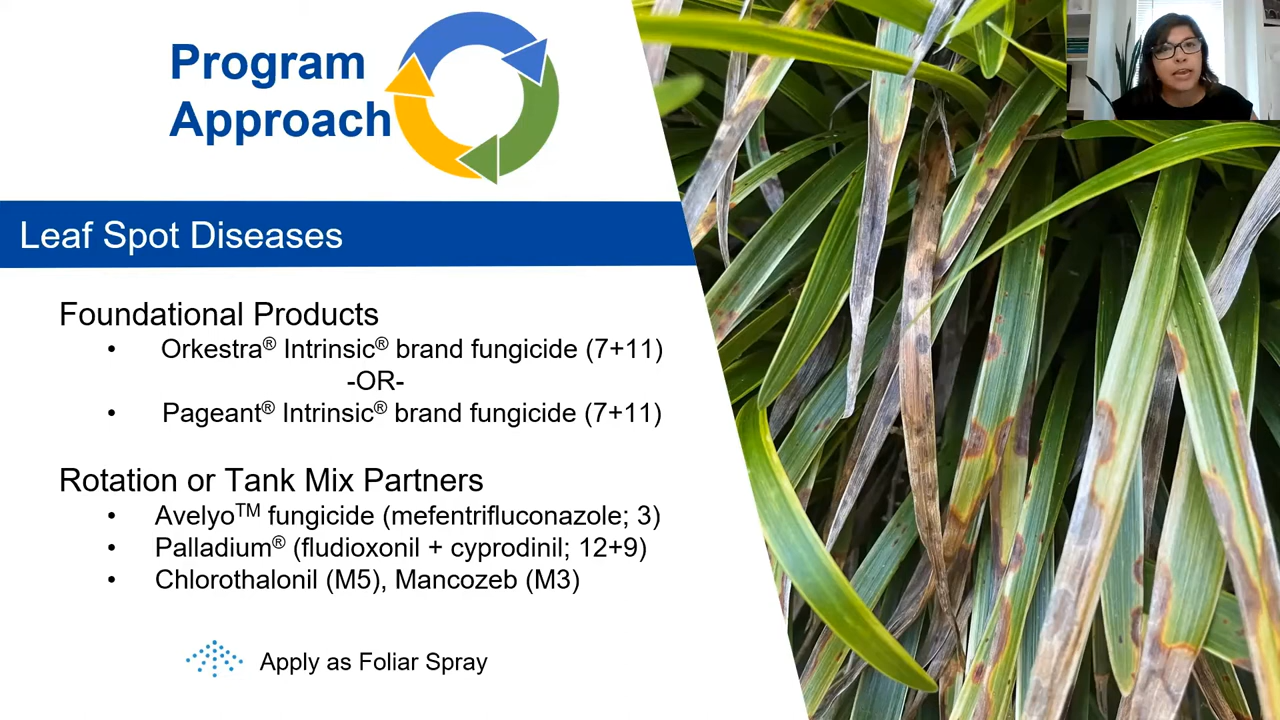 Program
Approach
Leaf Spot Diseases
Foundational Products
• Orkestra® Intrinsic® brand fungicide (7+11)
-OR-
• Pageant® Intrinsic® brand fungicide (7+11)
Rotation or Tank Mix Partners
• Avelyo™ fungicide (mefentrifluconazole; 3)
• Palladium® (fludioxonil + cyprodinil; 12+9)
• Chlorothalonil (M5), Mancozeb (M3)
Apply as Foliar Spray